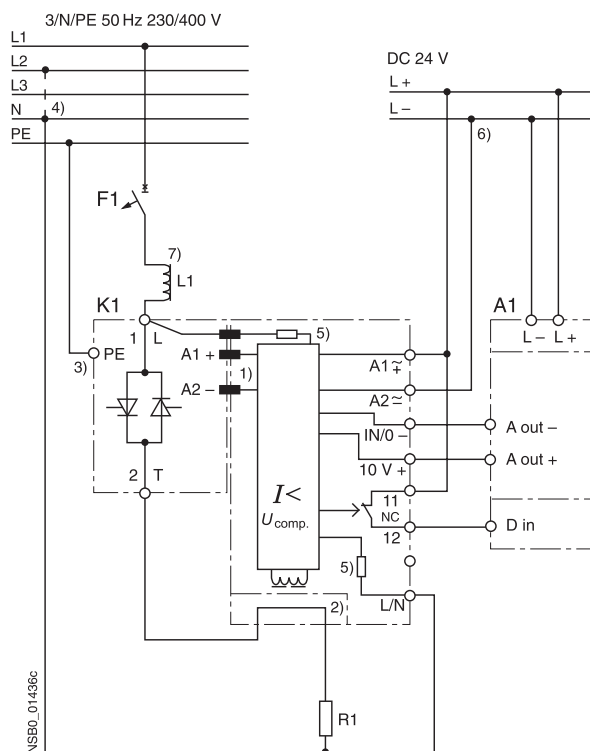 3/N/PE 50 Hz 230/400 V
L1
L2
L3
N 4)
PE
DC 24 V
L +
L –
6)
F1
7)
L1
K1
1 L
5)
A1
L – L +
3) PE
A1 +
1)
A2 –
A1 ≂ +
A2 ≃
IN/0 –
A out –
10 V +
A out +
2 T
I<
U comp.
11
NC
12
D in
5)
L/N
2)
R1
NSB0_01436c